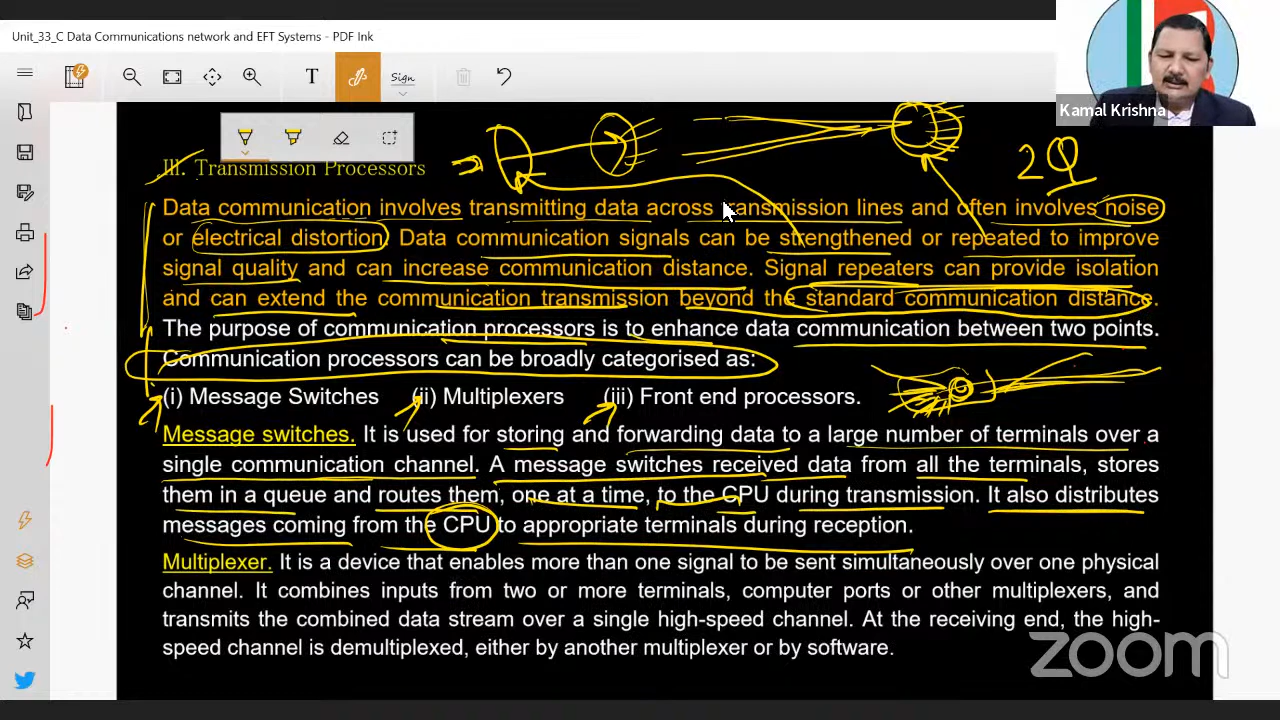 Unit_33_C Data Communications network and EFT Systems - PDF Ink
T
Sign
Kamal Krishna
2
III. Transmission Processors
Data communication involves transmitting data across transmission lines and often involves noise
or electrical distortion. Data communication signals can be strengthened or repeated to improve
signal quality and can increase communication distance. Signal repeaters can provide isolation
and can extend the communication transmission beyond the standard communication distance.
The purpose of communication processors is to enhance data communication between two points.
Communication processors can be broadly categorised as:
(i) Message Switches (ii) Multiplexers (iii) Front end processors.
Message switches. It is used for storing and forwarding data to a large number of terminals over a
single communication channel. A message switches received data from all the terminals, stores
them in a queue and routes them, one at a time, to the CPU during transmission. It also distributes
messages coming from the CPU to appropriate terminals during reception.
Multiplexer. It is a device that enables more than one signal to be sent simultaneously over one physical
channel. It combines inputs from two or more terminals, computer ports or other multiplexers, and
transmits the combined data stream over a single high-speed channel. At the receiving end, the high-
speed channel is demultiplexed, either by another multiplexer or by software.
zoom